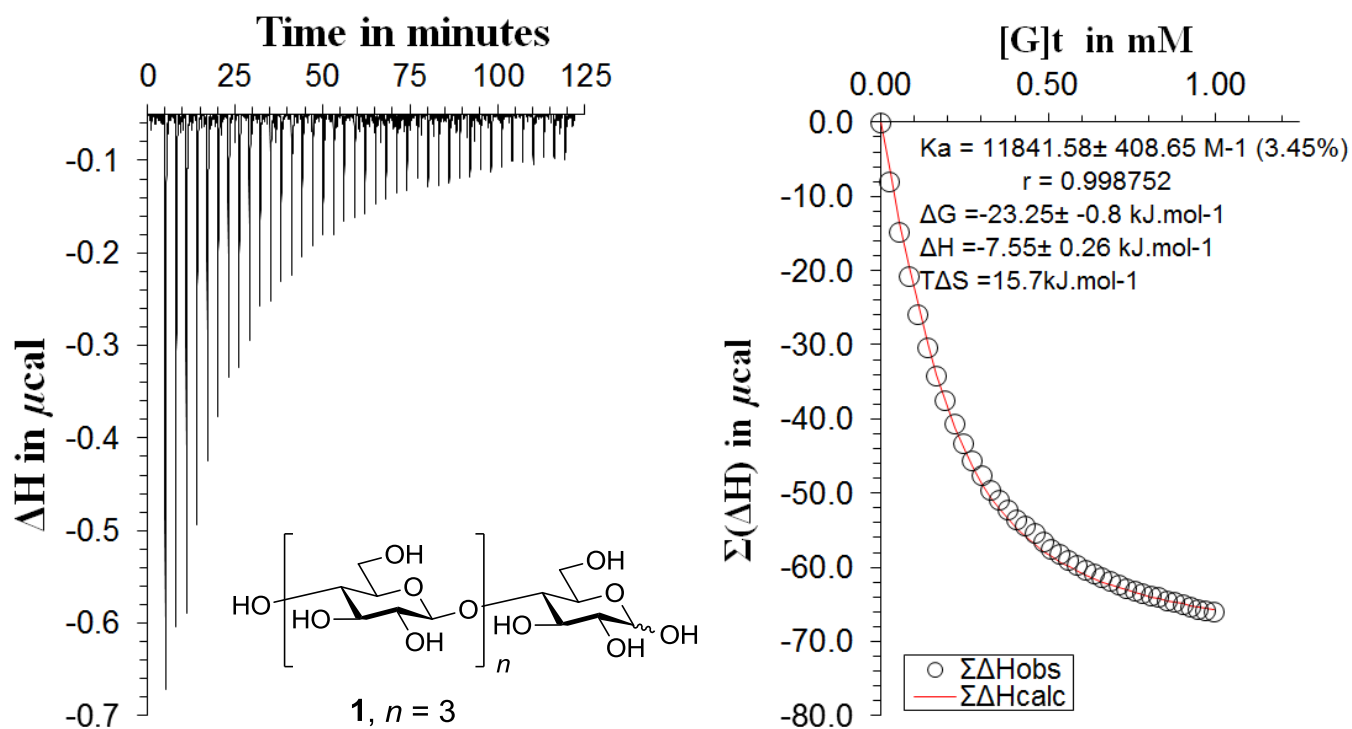 Time in minutes
0 25 50 75 100 125
ΔH in μcal
-0.1
-0.2
-0.3
-0.4
-0.5
-0.6
-0.7
OH
O
HO
HO
OH
O
n
OH
O
HO
OH
OH
1, n = 3
[G]t in mM
0.00 0.50 1.00
Σ(ΔH) in μcal
0.0
-10.0
-20.0
-30.0
-40.0
-50.0
-60.0
-70.0
-80.0
Ka = 11841.58± 408.65 M-1 (3.45%)
r = 0.998752
ΔG =-23.25± -0.8 kJ.mol-1
ΔH =-7.55± 0.26 kJ.mol-1
TΔS =15.7kJ.mol-1
ΣΔHobs
ΣΔHcalc